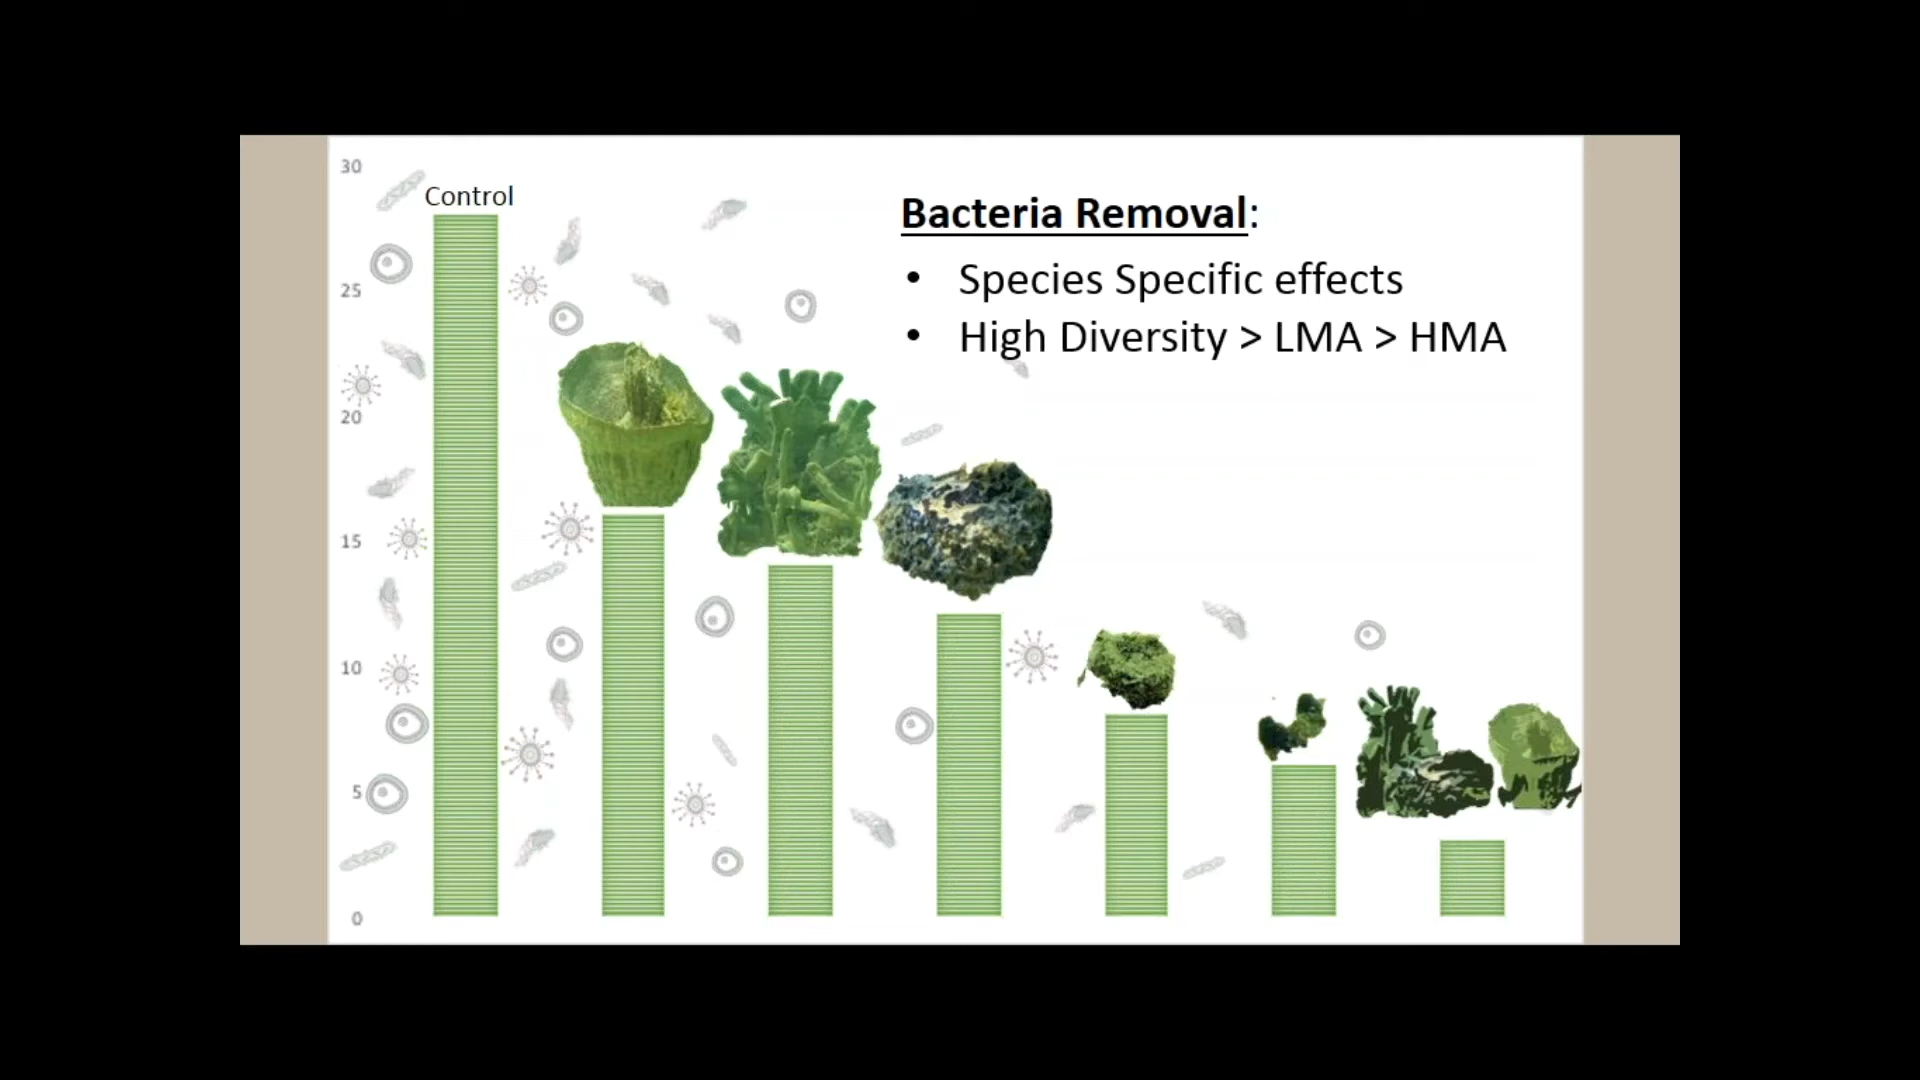 30
Control
Bacteria Removal:
• Species Specific effects
25
• High Diversity > LMA > HMA
20
15
10
5
0